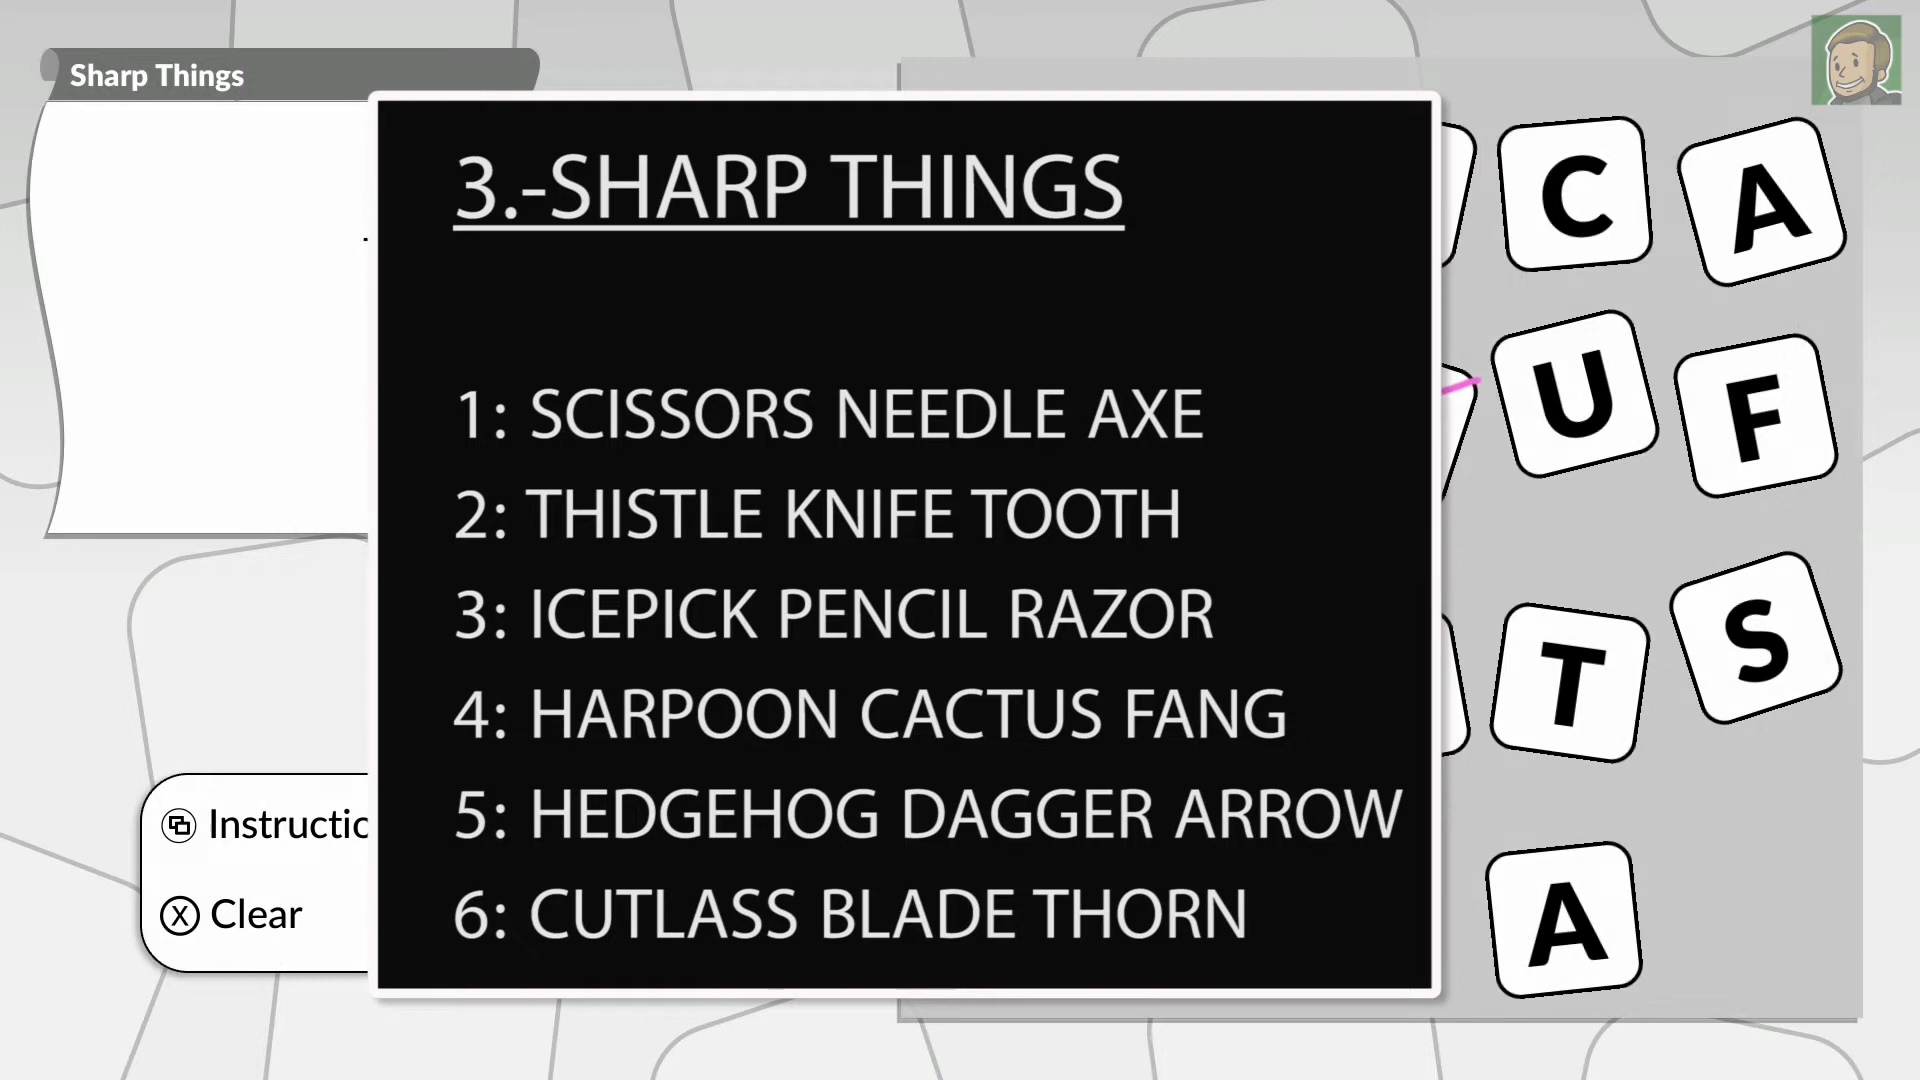 Sharp Things
3.-SHARP THINGS
1: SCISSORS NEEDLE AXE
2: THISTLE KNIFE TOOTH
3: ICEPICK PENCIL RAZOR
4: HARPOON CACTUS FANG
5: HEDGEHOG DAGGER ARROW
6: CUTLASS BLADE THORN
C A
U F
T S
A
Instructio
X Clear